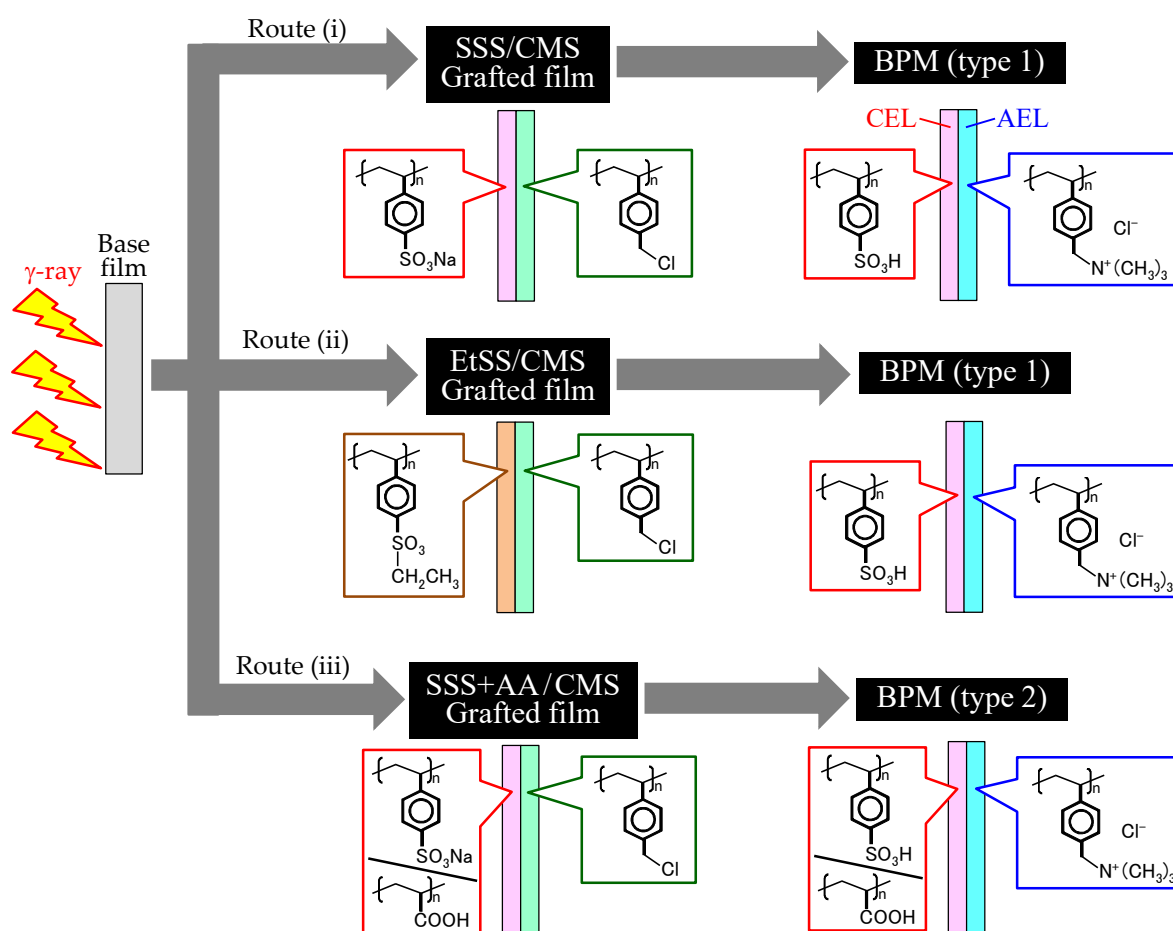 Route (i)
SSS/CMS
Grafted film
BPM (type 1)
CEL
AEL
n
SO₃Na
n
Cl
n
SO₃H
n
Cl⁻
N⁺(CH₃)₃
Base
film
γ-ray
Route (ii)
EtSS/CMS
Grafted film
BPM (type 1)
n
SO₃
CH₂CH₃
n
Cl
n
SO₃H
n
Cl⁻
N⁺(CH₃)₃
Route (iii)
SSS+AA/CMS
Grafted film
BPM (type 2)
n
SO₃Na
n
COOH
n
Cl
n
SO₃H
n
COOH
n
Cl⁻
N⁺(CH₃)₃